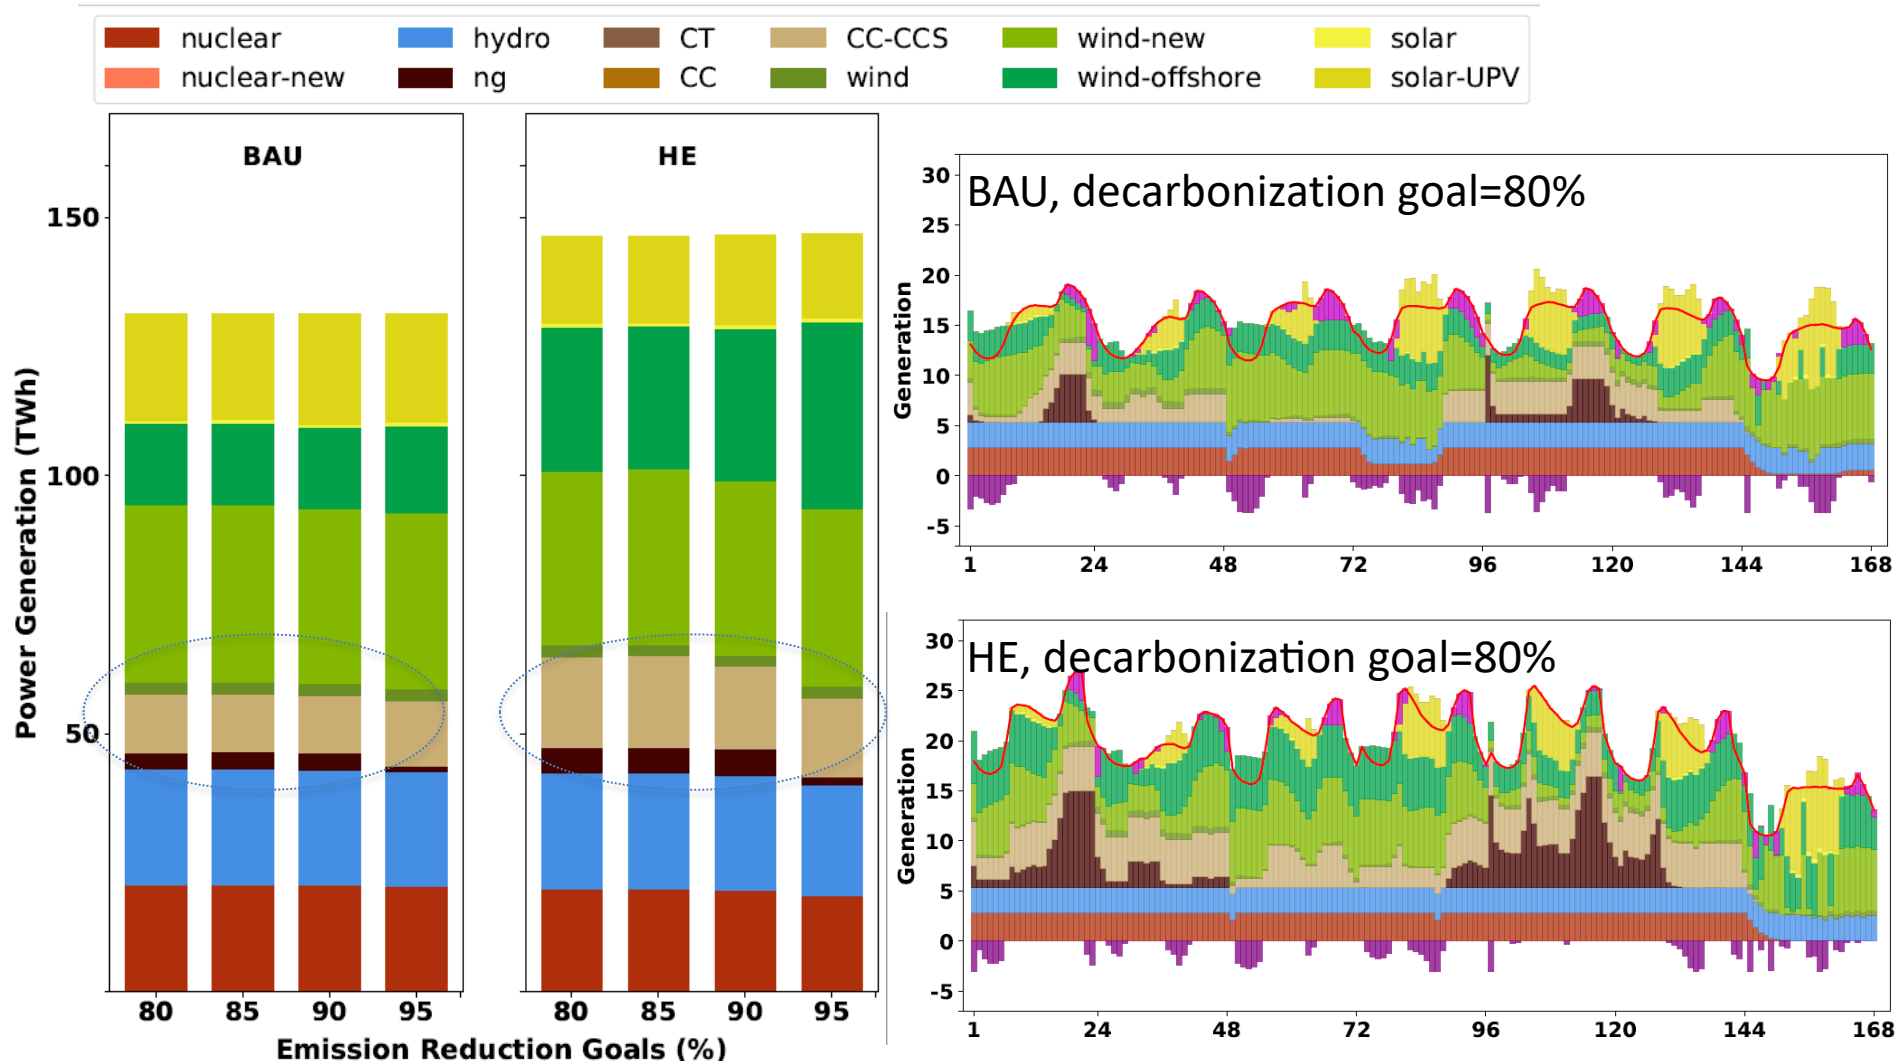 nuclear hydro CT CC-CCS wind-new solar
nuclear-new ng CC wind wind-offshore solar-UPV
BAU
HE
150
100
50
Power Generation (TWh)
80 85 90 95
80 85 90 95
Emission Reduction Goals (%)
BAU, decarbonization goal=80%
30
25
20
15
10
5
0
-5
Generation
1 24 48 72 96 120 144 168
HE, decarbonization goal=80%
30
25
20
15
10
5
0
-5
Generation
1 24 48 72 96 120 144 168